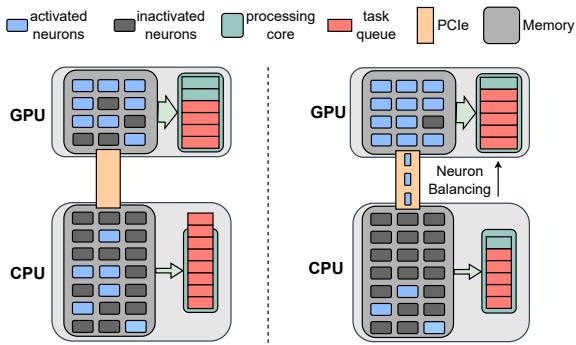 activated neurons
inactivated neurons
processing core
task queue
PCIe
Memory
GPU
CPU
GPU
Neuron
Balancing
CPU